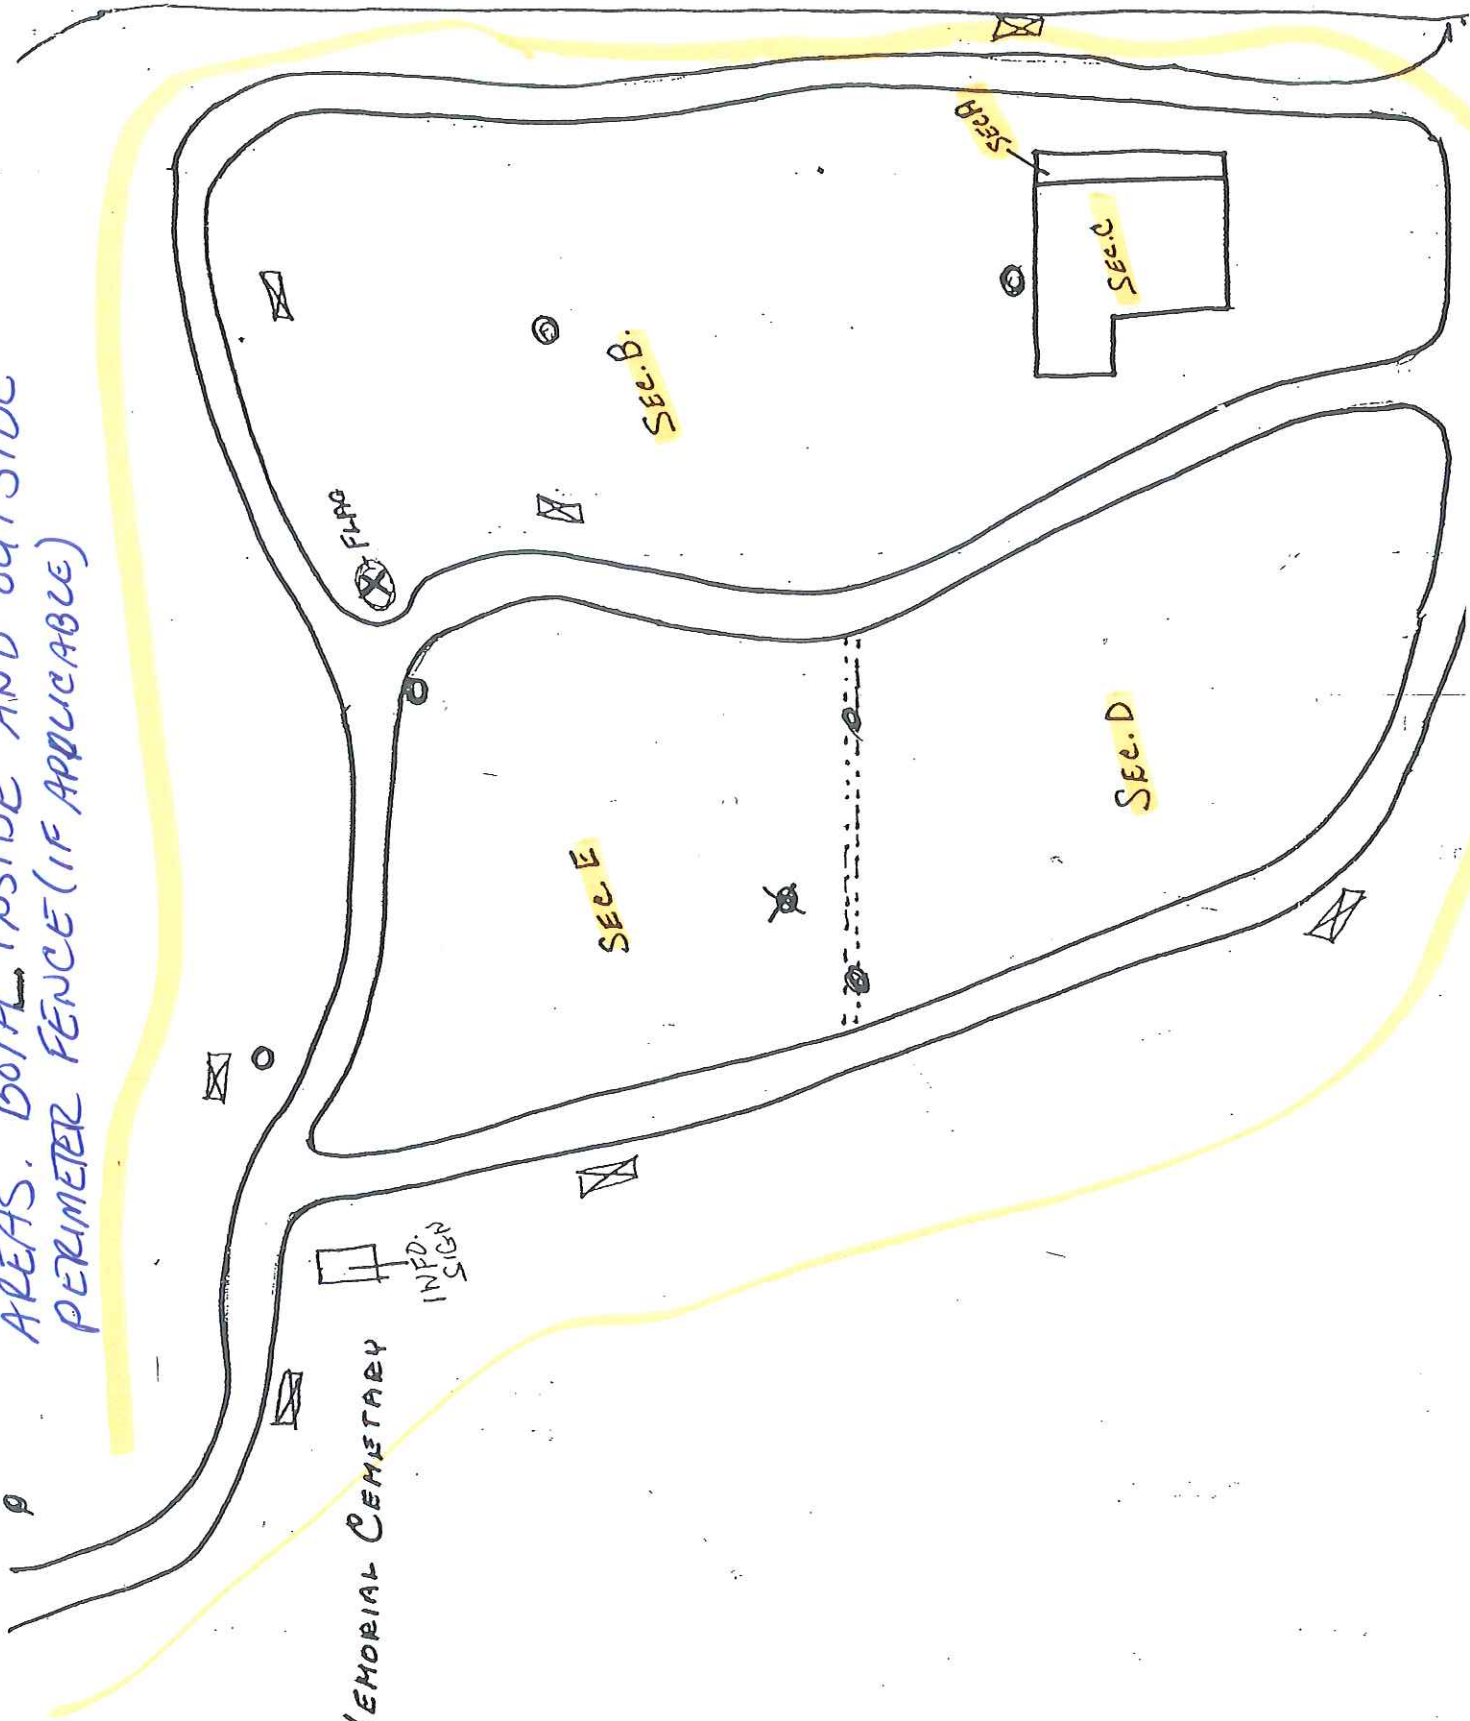 AREAS. BOTH INSIDE AND OUTSIDE
PERIMETER FENCE (IF APPLICABLE)
SEC A
SEC. C
SEC. B.
FLAG
SEC. D
SEC. E
INFO.
SIGN
MEMORIAL CEMETARY